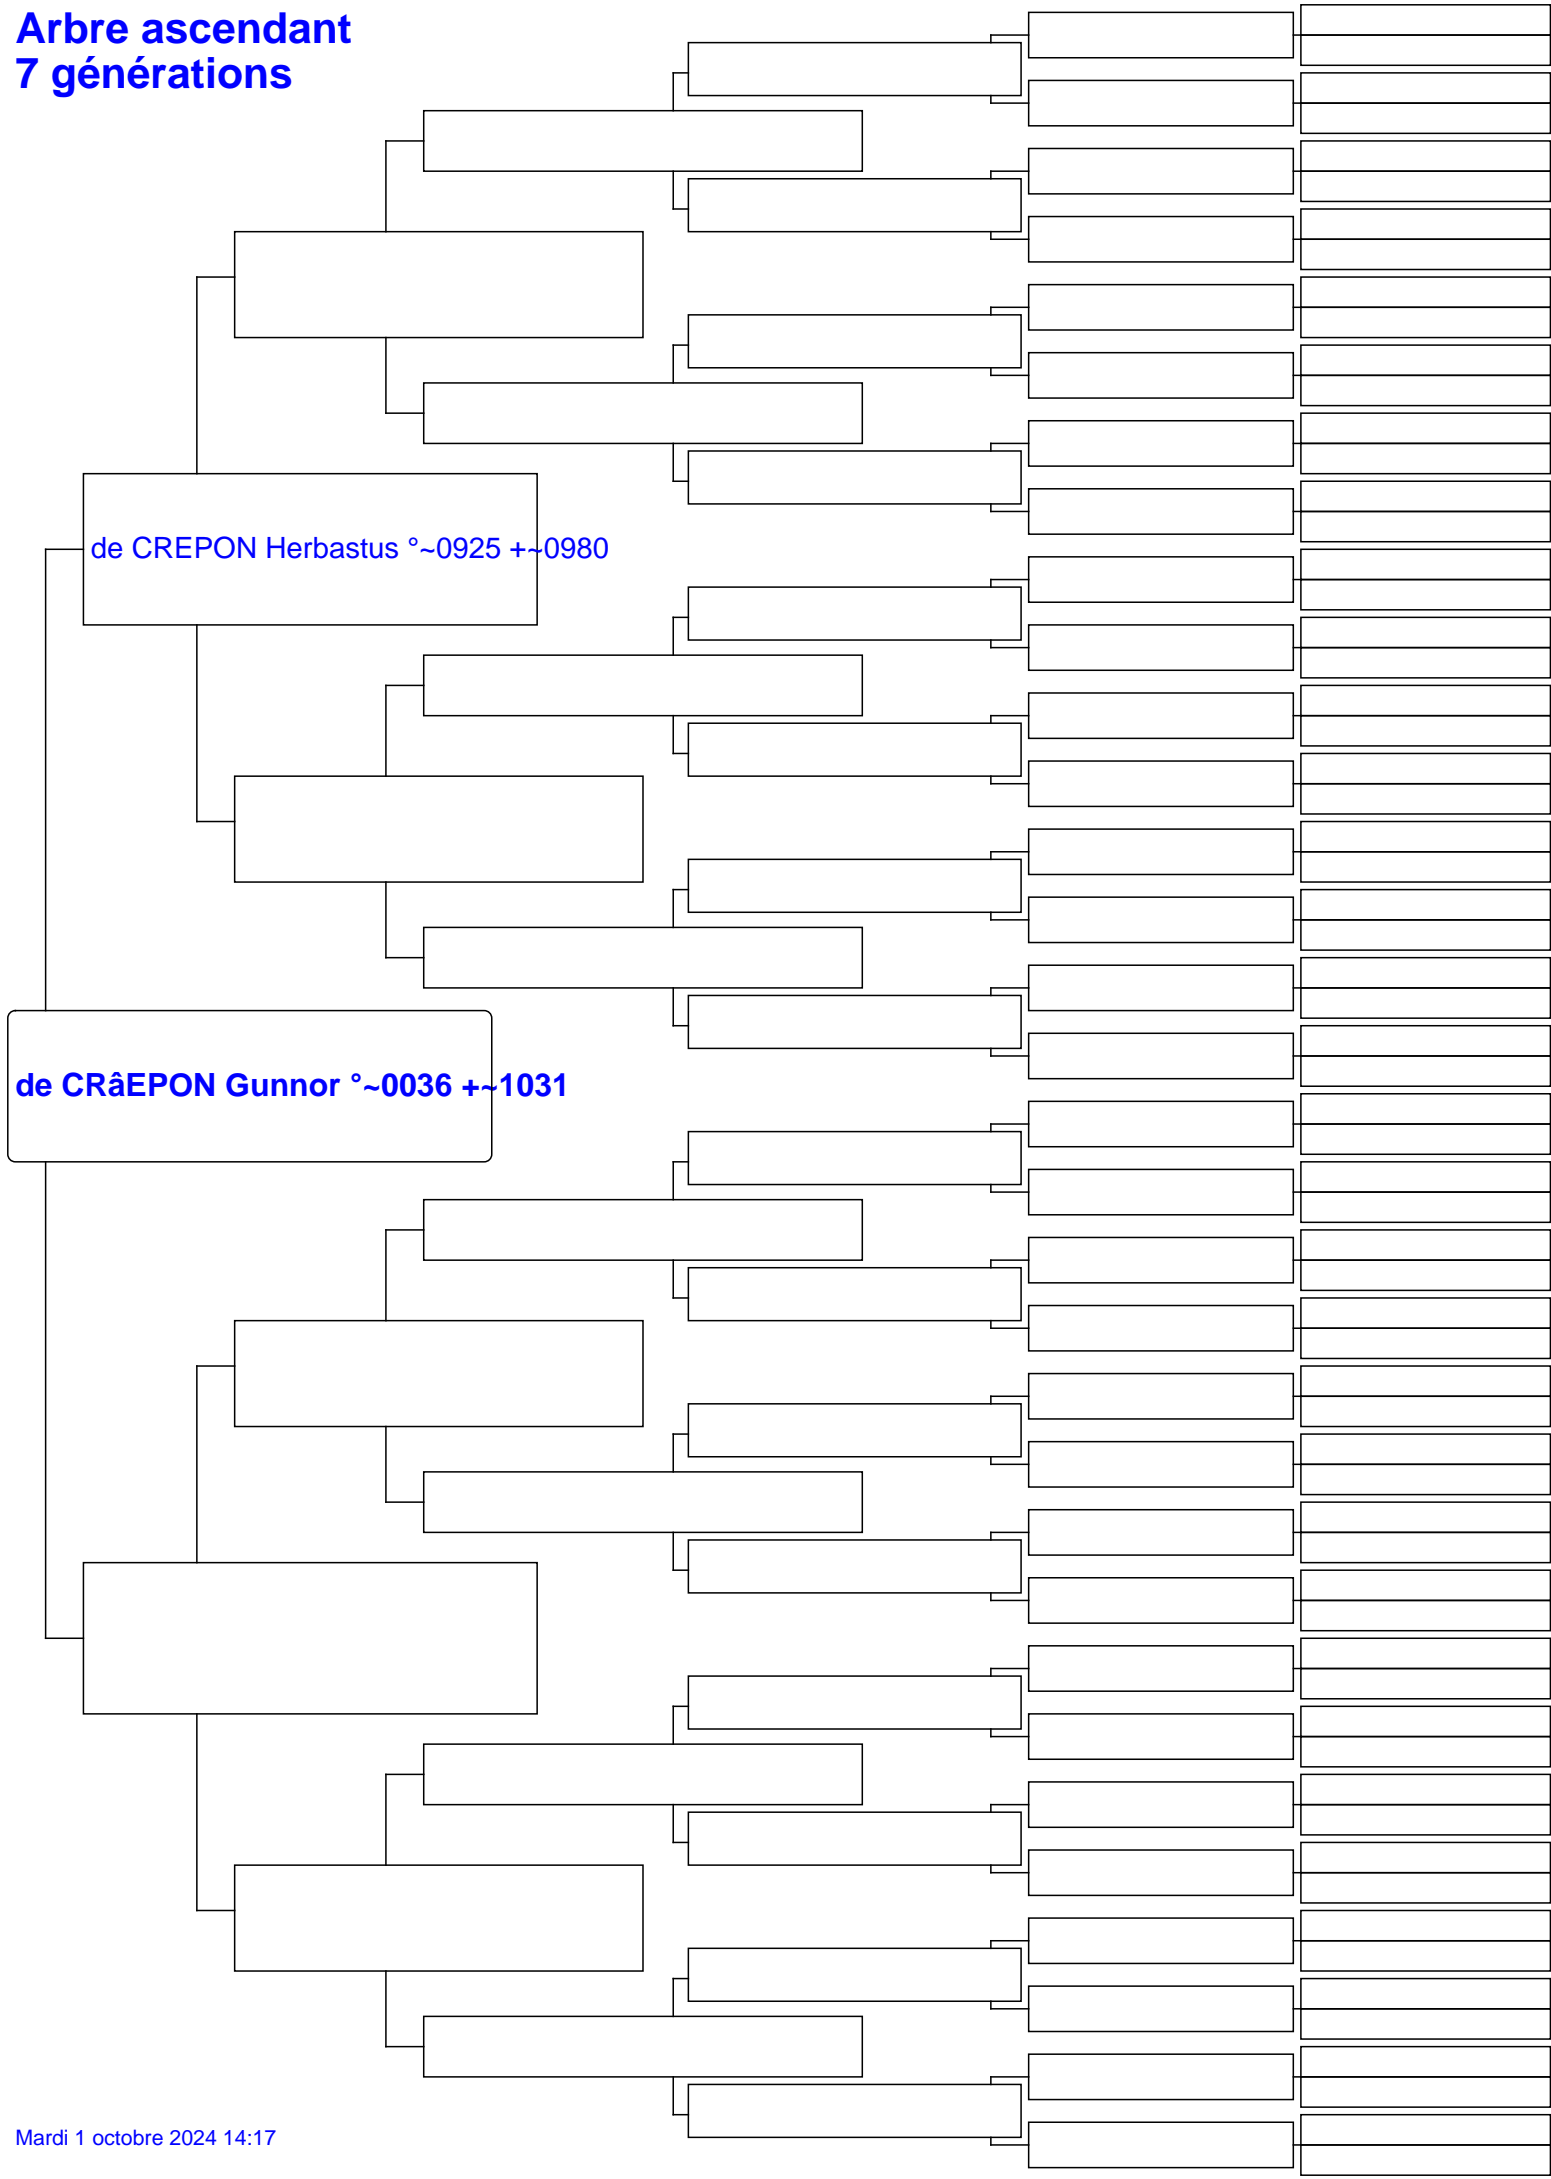 Arbre ascendant
7 générations
de CREPON Herbastus °~0925 +~0980
de CRâEPON Gunnor °~0036 +~1031
Mardi 1 octobre 2024 14:17